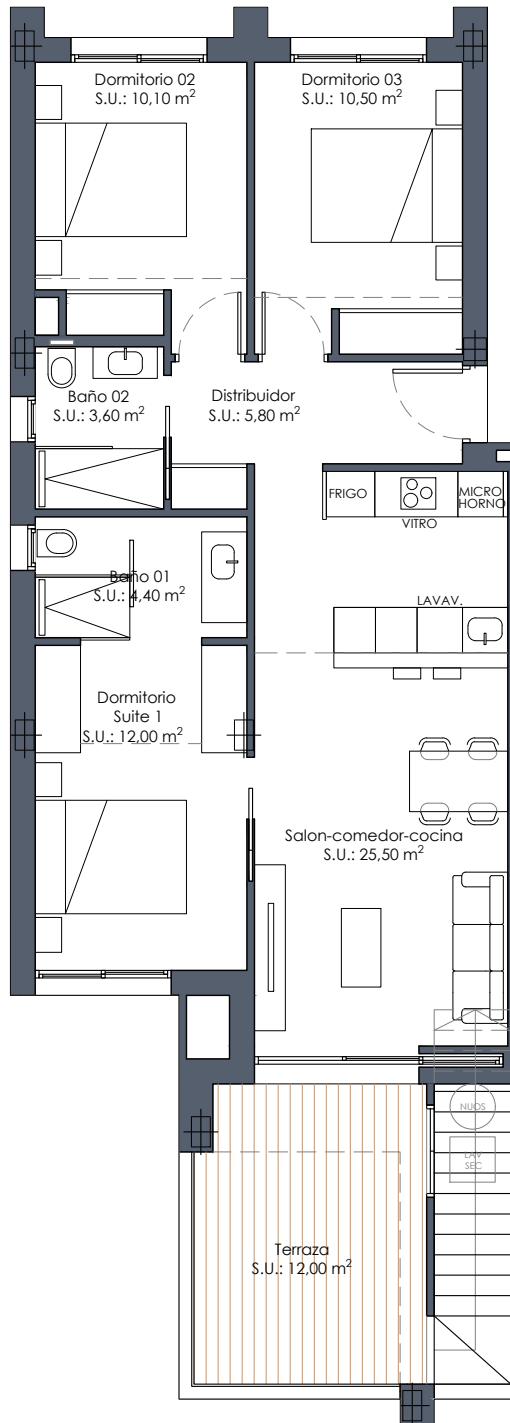 Dormitorio 02
S.U.: 10,10 m²
Dormitorio 03
S.U.: 10,50 m²
Baño 02
S.U.: 3,60 m²
Distribuidor
S.U.: 5,80 m²
FRIGO
VITRO
MICRO
HORNO
Baño 01
S.U.: 4,40 m²
LAVAV.
Dormitorio
Suite 1
S.U.: 12,00 m²
Salon-comedor-cocina
S.U.: 25,50 m²
NUOS
LAV
SEC
Terraza
S.U.: 12,00 m²